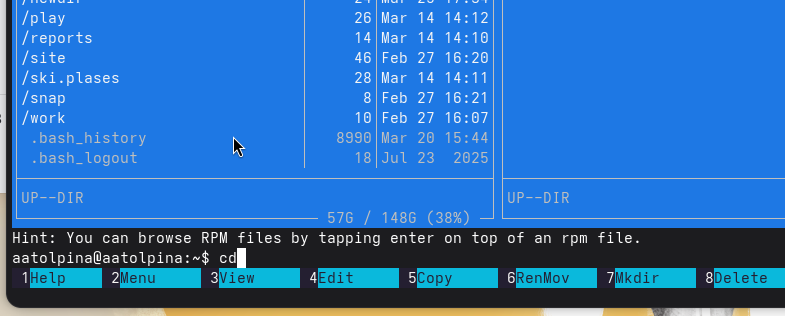 /play 26 Mar 14 14:12
/reports 14 Mar 14 14:10
/site 46 Feb 27 16:20
/ski.plases 28 Mar 14 14:11
/snap 8 Feb 27 16:21
/work 10 Feb 27 16:07
.bash_history 8990 Mar 20 15:44
.bash_logout 18 Jul 23 2025
UP--DIR UP--DIR
57G / 148G (38%)
Hint: You can browse RPM files by tapping enter on top of an rpm file.
aatolpina@aatolpina:~$ cd
1Help 2Menu 3View 4Edit 5Copy 6RenMov 7Mkdir 8Delete